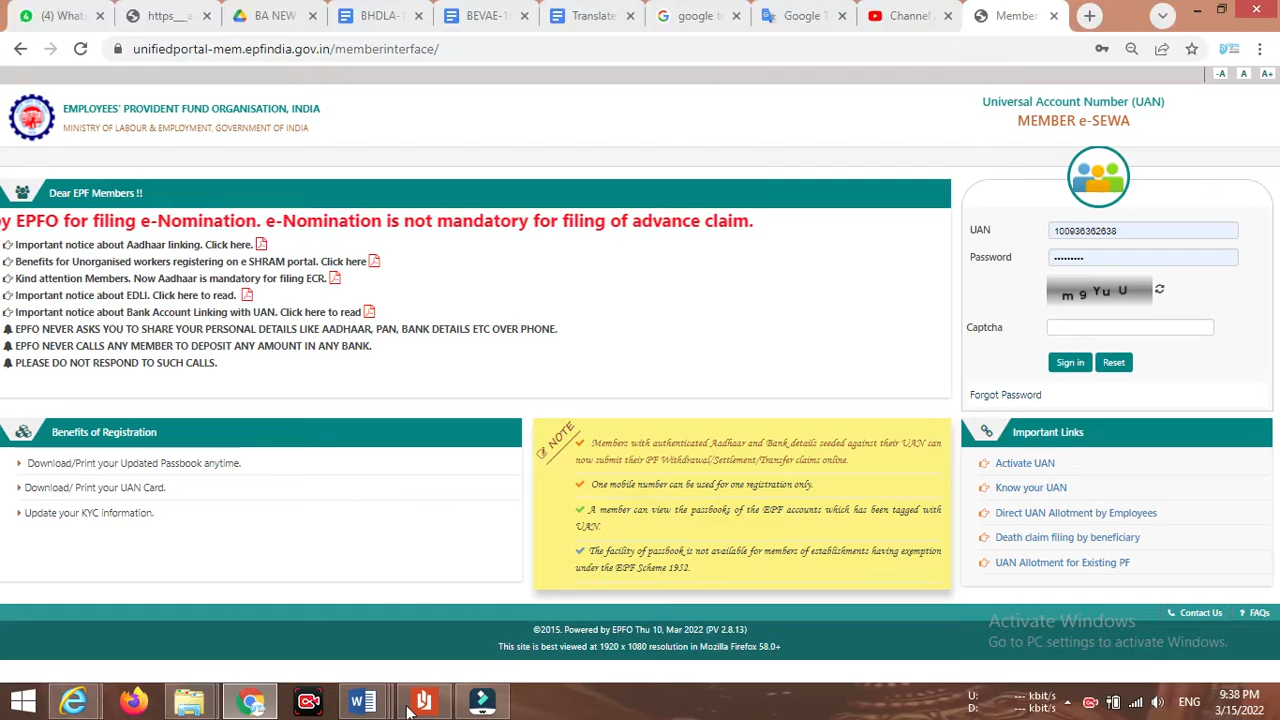 (4) Whats
https__a
BA NEW
BHDLA-1
BEVAE-10
Translate
google tr
Google T
Channel
Member
unifiedportal-mem.epfindia.gov.in/memberinterface/
-A A A+
EMPLOYEES' PROVIDENT FUND ORGANISATION, INDIA
MINISTRY OF LABOUR & EMPLOYMENT, GOVERNMENT OF INDIA
Universal Account Number (UAN)
MEMBER e-SEWA
Dear EPF Members !!
by EPFO for filing e-Nomination. e-Nomination is not mandatory for filing of advance claim.
Important notice about Aadhaar linking. Click here.
Benefits for Unorganised workers registering on e SHRAM portal. Click here
Kind attention Members. Now Aadhaar is mandatory for filing ECR.
Important notice about EDLI. Click here to read.
Important notice about Bank Account Linking with UAN. Click here to read
EPFO NEVER ASKS YOU TO SHARE YOUR PERSONAL DETAILS LIKE AADHAAR, PAN, BANK DETAILS ETC OVER PHONE.
EPFO NEVER CALLS ANY MEMBER TO DEPOSIT ANY AMOUNT IN ANY BANK.
PLEASE DO NOT RESPOND TO SUCH CALLS.
UAN 100936362638
Password •••••••••
m 9 Y u U
Captcha
Sign in Reset
Forgot Password
Benefits of Registration
Download/Print your Updated Passbook anytime.
Download/ Print your UAN Card.
Update your KYC information.
NOTE
Members with authenticated Aadhaar and Bank details seeded against their UAN can
now submit their PF Withdrawal/Settlement/Transfer claims online.
One mobile number can be used for one registration only.
A member can view the passbooks of the EPF accounts which has been tagged with
UAN.
The facility of passbook is not available for members of establishments having exemption
under the EPF Scheme 1952.
Important Links
Activate UAN
Know your UAN
Direct UAN Allotment by Employees
Death claim filing by beneficiary
UAN Allotment for Existing PF
Contact Us ? FAQs
©2015. Powered by EPFO Thu 10, Mar 2022 (PV 2.8.13)
This site is best viewed at 1920 x 1080 resolution in Mozilla Firefox 58.0+
Activate Windows
Go to PC settings to activate Windows.
U: --- kbit/s
D: --- kbit/s
ENG
9:38 PM
3/15/2022